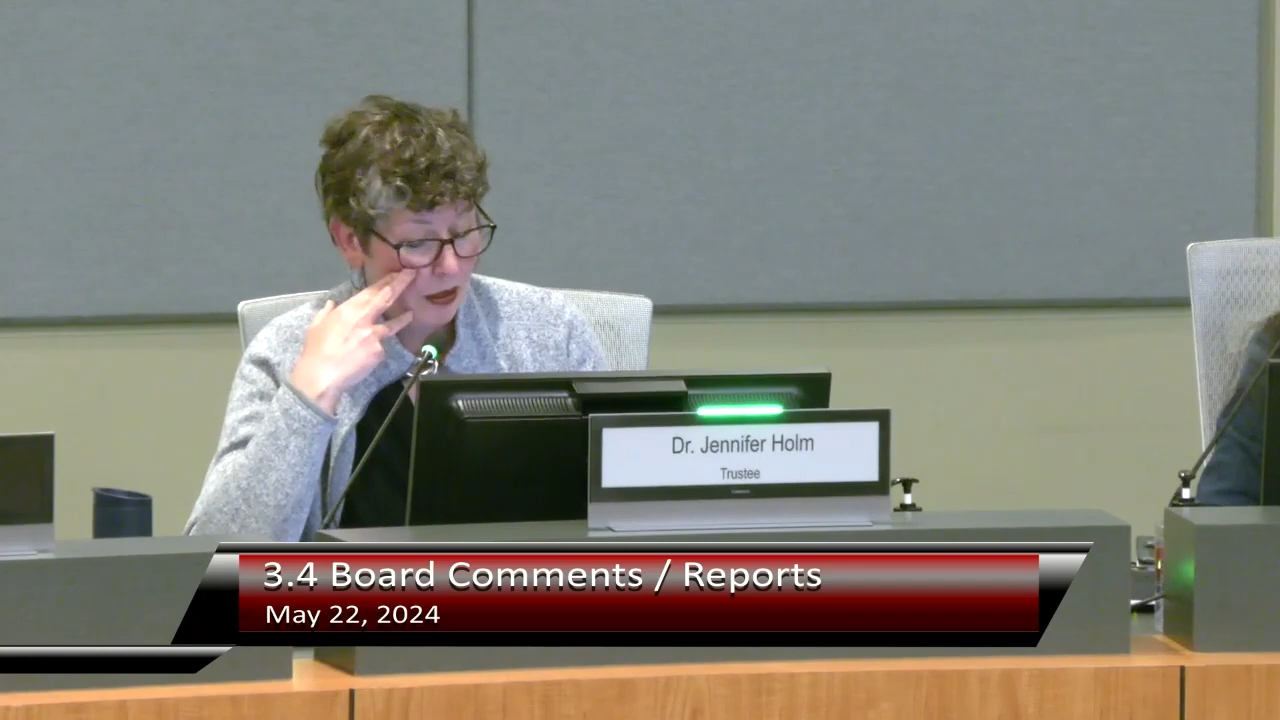 Dr. Jennifer Holm
Trustee
3.4 Board Comments / Reports
May 22, 2024